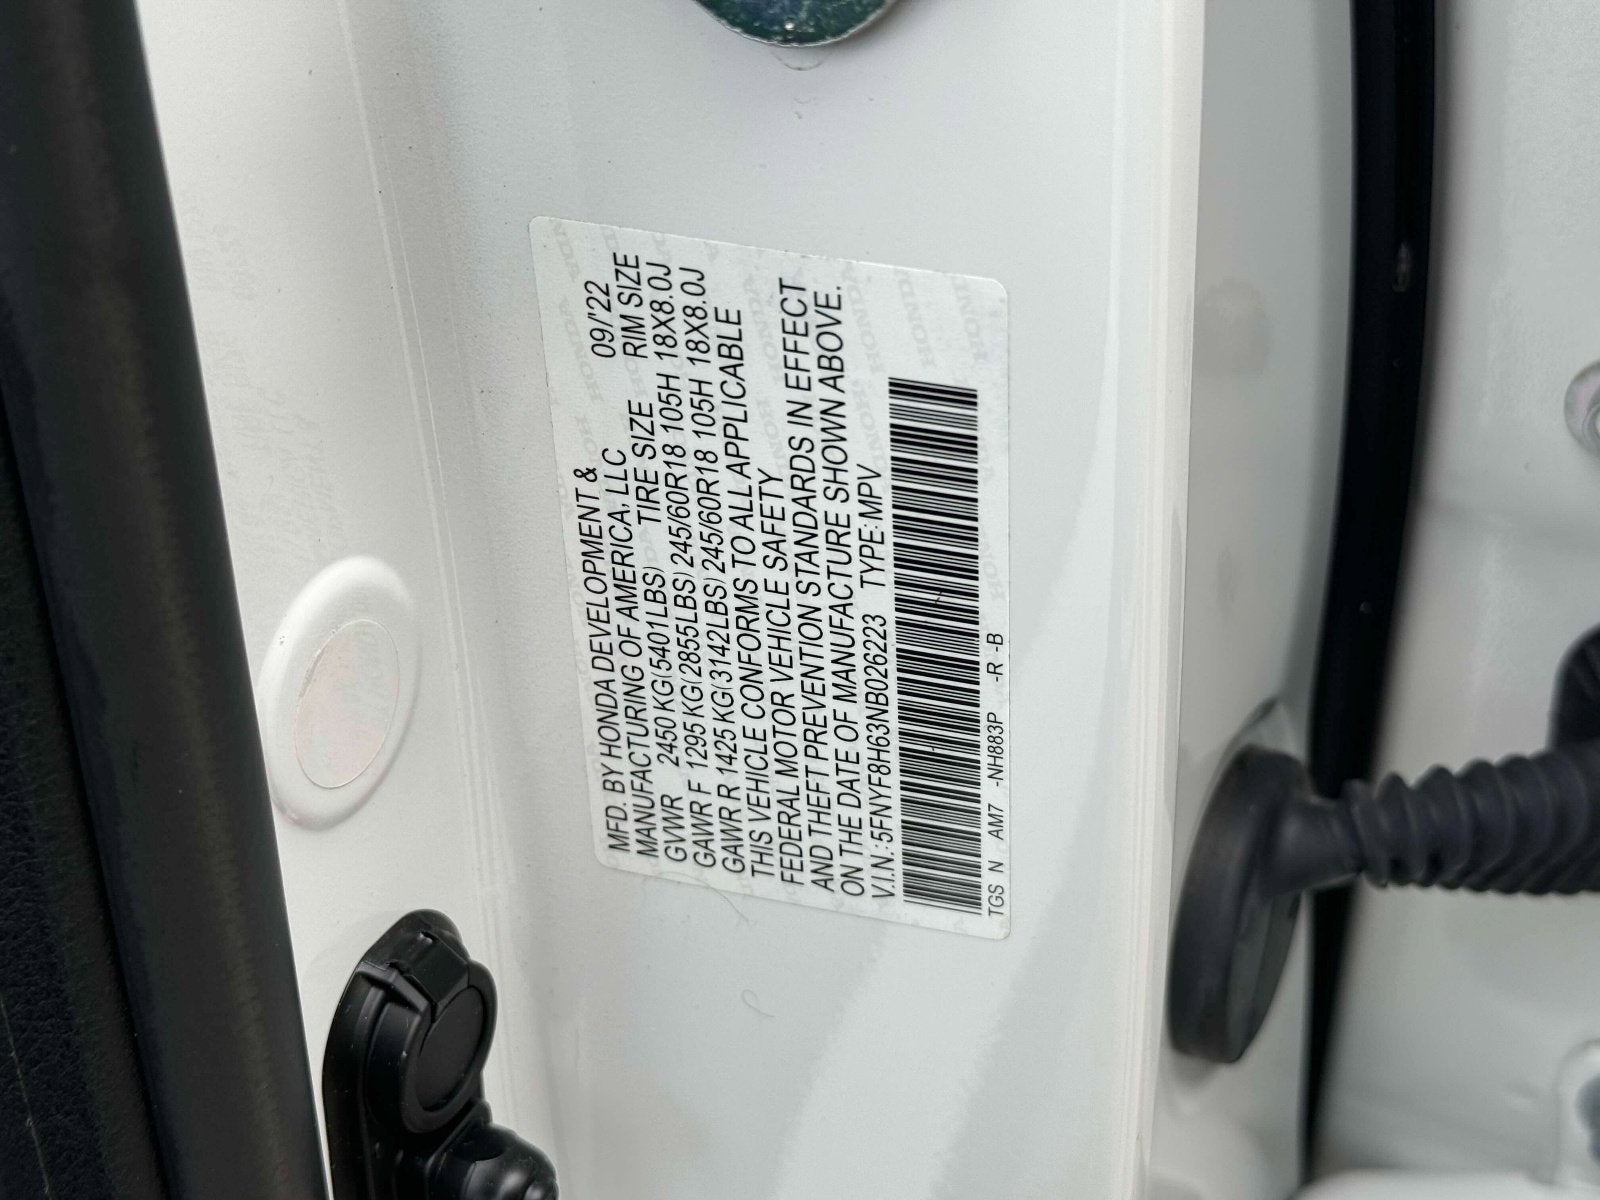 MFD. BY HONDA DEVELOPMENT & 09/'22
MANUFACTURING OF AMERICA, LLC
TIRE SIZE RIM SIZE
GVWR 2450 KG(5401LBS)
GAWR F 1295 KG(2855LBS) 245/60R18 105H 18X8.0J
GAWR R 1425 KG(3142LBS) 245/60R18 105H 18X8.0J
THIS VEHICLE CONFORMS TO ALL APPLICABLE
FEDERAL MOTOR VEHICLE SAFETY
AND THEFT PREVENTION STANDARDS IN EFFECT
ON THE DATE OF MANUFACTURE SHOWN ABOVE.
V.I.N.: 5FNYF8H63NB026223 TYPE: MPV
TGS N AM7 -NH883P -R -B
HONDA